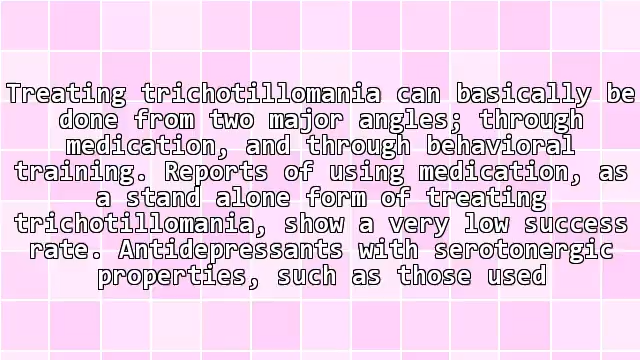 Treating trichotillomania can basically be
done from two major angles; through
medication, and through behavioral
training. Reports of using medication, as
a stand alone form of treating
trichotillomania, show a very low success
rate. Antidepressants with serotonergic
properties, such as those used